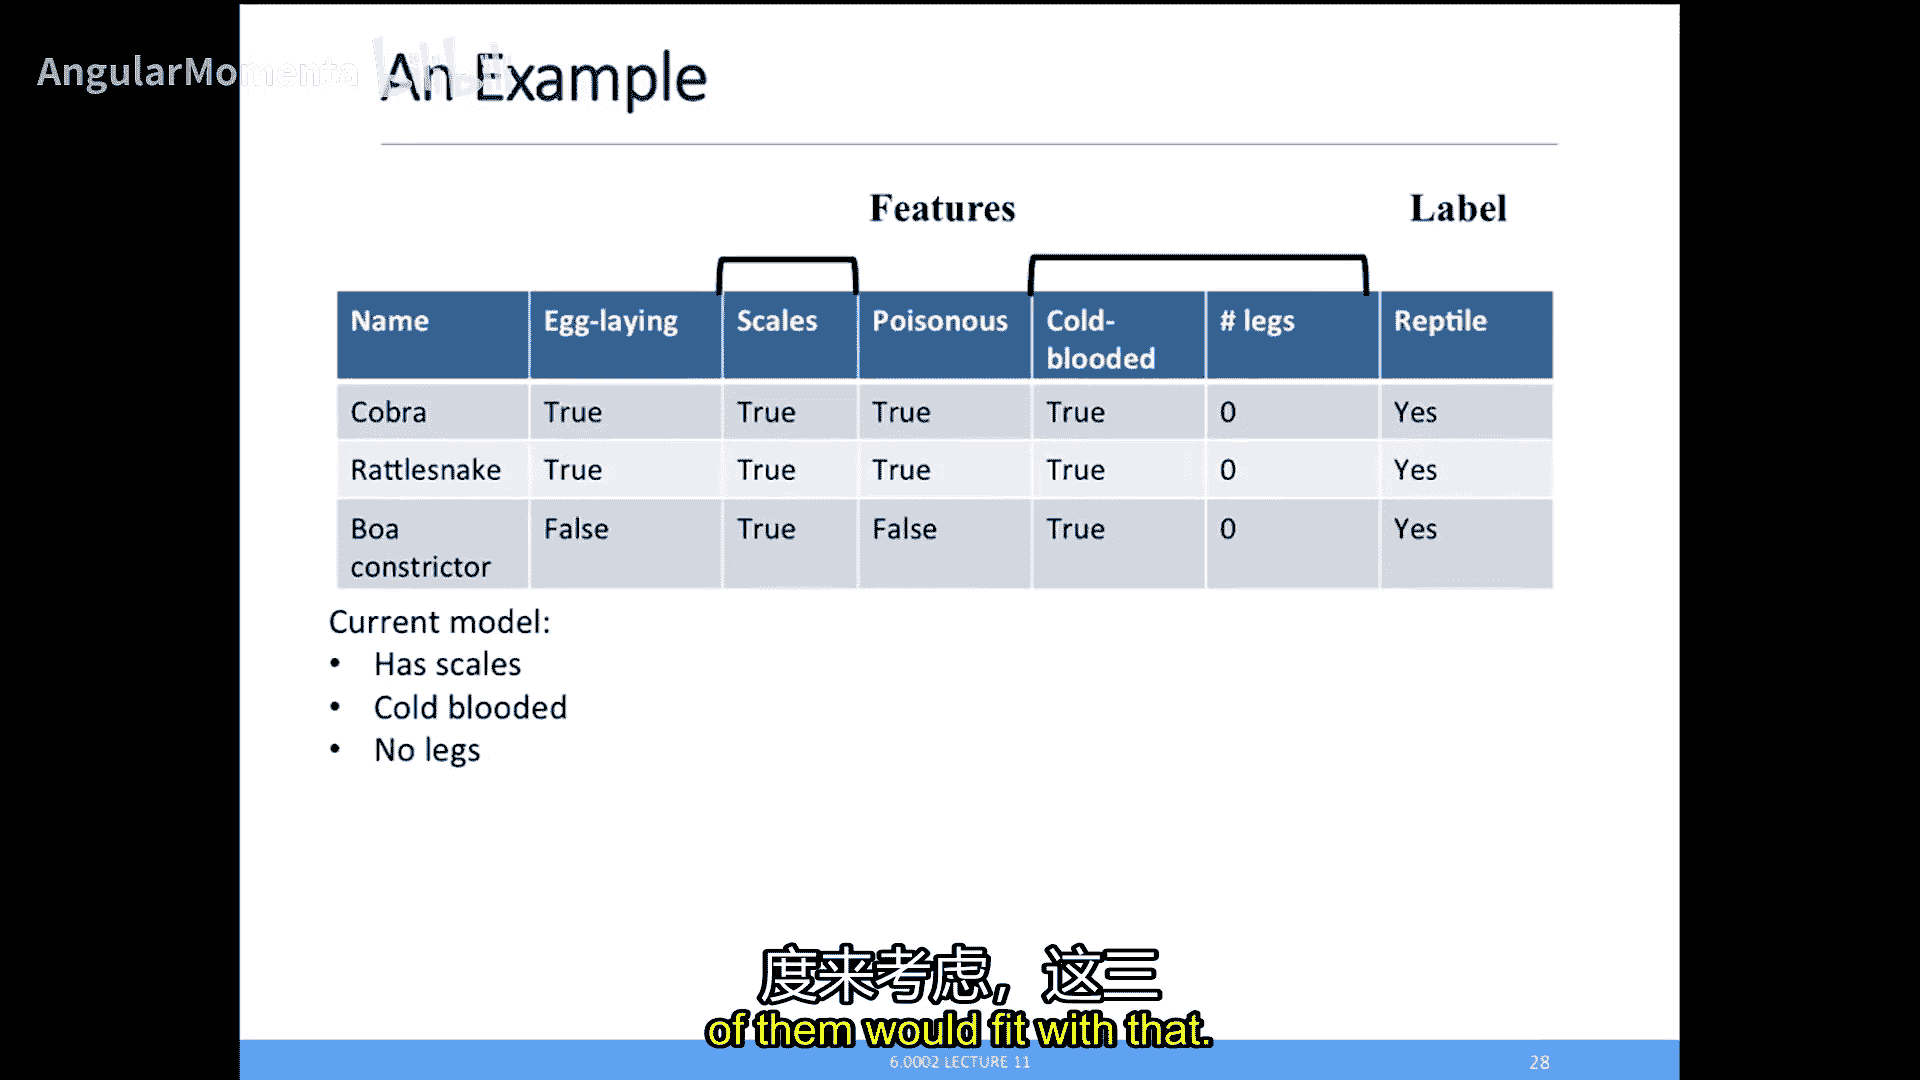 AngularMomenta bilibili
An Example
Features Label
Name Egg-laying Scales Poisonous Cold-blooded # legs Reptile
Cobra True True True True 0 Yes
Rattlesnake True True True True 0 Yes
Boa constrictor False True False True 0 Yes
Current model:
• Has scales
• Cold blooded
• No legs
度来考虑，这三
of them would fit with that.
6.0002 LECTURE 11 28